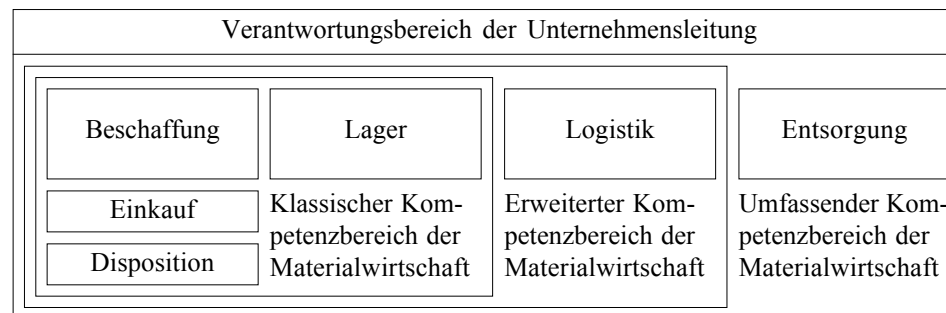 Verantwortungsbereich der Unternehmensleitung
Beschaffung
Lager
Logistik
Entsorgung
Einkauf
Disposition
Klassischer Kom-
petenzbereich der
Materialwirtschaft
Erweiterter Kom-
petenzbereich der
Materialwirtschaft
Umfassender Kom-
petenzbereich der
Materialwirtschaft